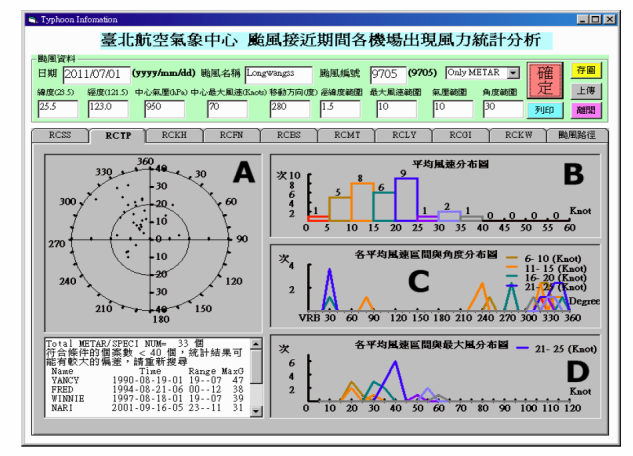 Typhoon Infomation
臺北航空氣象中心 颱風接近期間各機場出現風力統計分析
颱風資料
日期 2011/07/01 (yyyy/mm/dd) 颱風名稱 Longwangss 颱風編號 9705 (9705) Only METAR 確定 存圖
緯度(23.5) 經度(121.5) 中心氣壓(hPa) 中心最大風速(Knots) 移動方向(度) 經緯度範圍 最大風速範圍 氣壓範圍 角度範圍 上傳
25.5 123.0 950 70 280 1.5 10 10 30 列印 離開
RCSS RCTP RCKH RCFN RCBS RCMT RCLY RCGI RCKW 颱風路徑
A
360
330 30
300 60
270 90
240 120
210 150
180
40
30
20
10
0
10
20
30
40
平均風速分布圖
B
次
10
8
6
4
2
1 5 8 6 9 1 2 1 0 0 0 0
0 5 10 15 20 25 30 35 40 45 50 55 60
Knot
各平均風速區間與角度分布圖
C
次
4
2
6- 10 (Knot)
11- 15 (Knot)
16- 20 (Knot)
21- 25 (Knot)
Degree
VRB 30 60 90 120 150 180 210 240 270 300 330 360
各平均風速區間與最大風分布圖
D
次
6
4
2
21- 25 (Knot)
Knot
0 10 20 30 40 50 60 70 80 90 100 110 120
Total METAR/SPECI NUM= 33 個
符合條件的個案數 < 40 個，統計結果可
能有較大的偏差，請重新搜尋
Name Time Range MaxG
YANCY 1990-08-19-01 19--07 47
FRED 1994-08-21-06 00--12 38
WINNIE 1997-08-18-01 19--07 39
NARI 2001-09-16-05 23--11 31